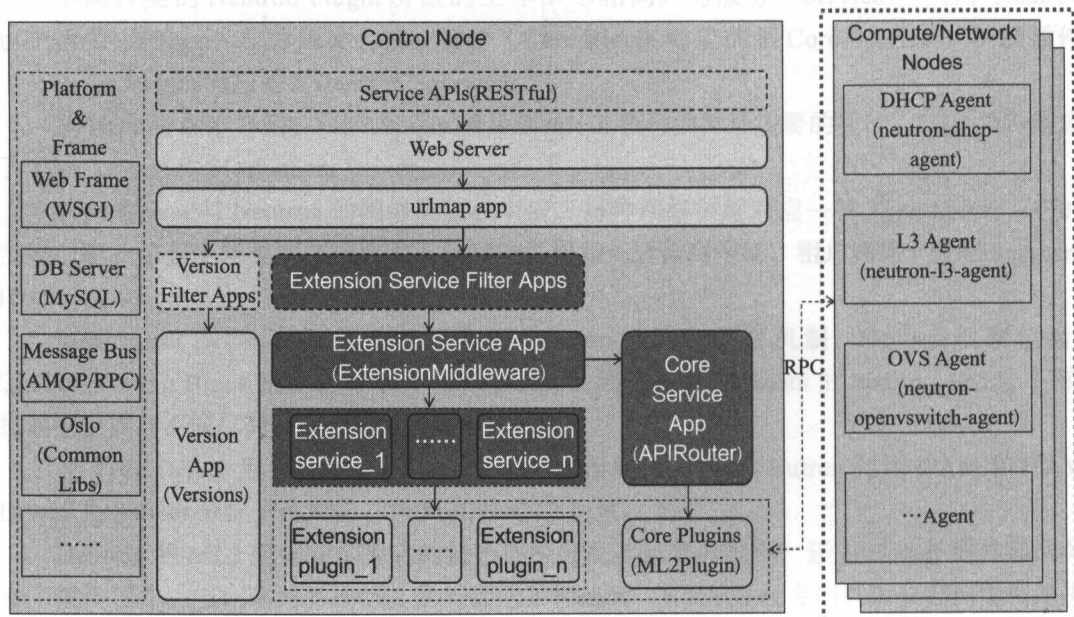 Control Node
Platform
&
Frame
Web Frame
(WSGI)
DB Server
(MySQL)
Message Bus
(AMQP/RPC)
Oslo
(Common
Libs)
……
Service APIs(RESTful)
Web Server
urlmap app
Version
Filter Apps
Extension Service Filter Apps
Version
App
(Versions)
Extension Service App
(ExtensionMiddleware)
Core
Service
App
(APIRouter)
Extension
service_1
……
Extension
service_n
Extension
plugin_1
……
Extension
plugin_n
Core Plugins
(ML2Plugin)
RPC
Compute/Network
Nodes
DHCP Agent
(neutron-dhcp-
agent)
L3 Agent
(neutron-I3-agent)
OVS Agent
(neutron-
openvswitch-agent)
…Agent